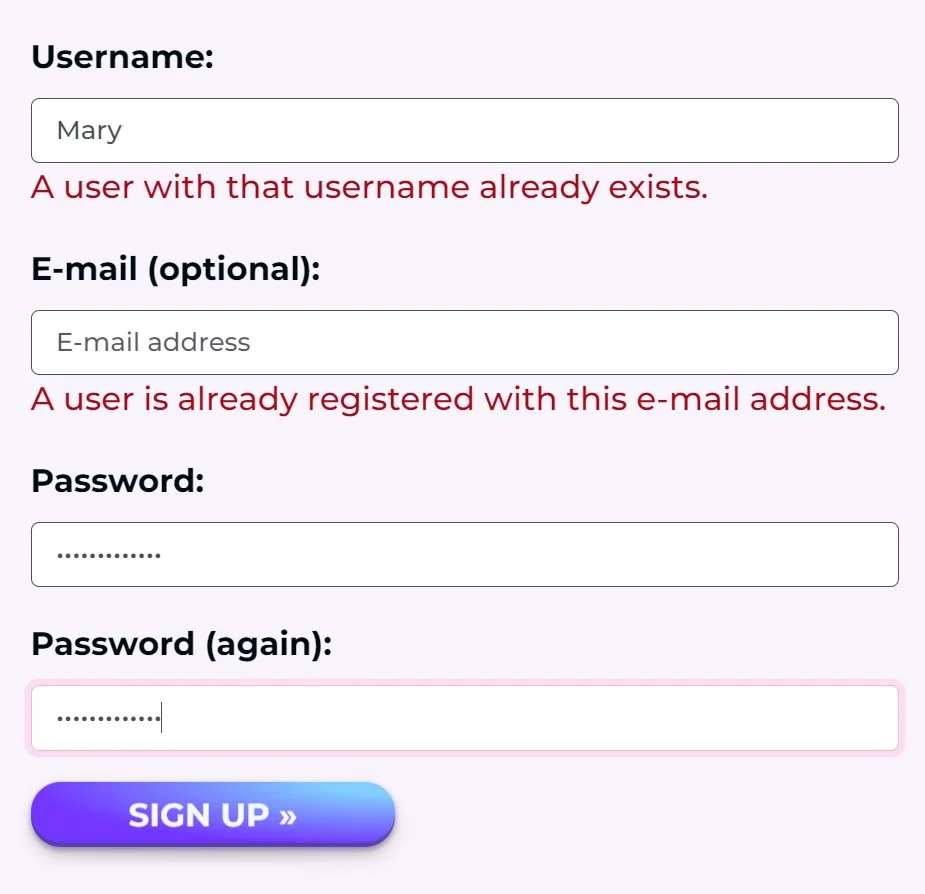 Username:
Mary
A user with that username already exists.
E-mail (optional):
E-mail address
A user is already registered with this e-mail address.
Password:
•••••••••••••
Password (again):
•••••••••••••
SIGN UP »